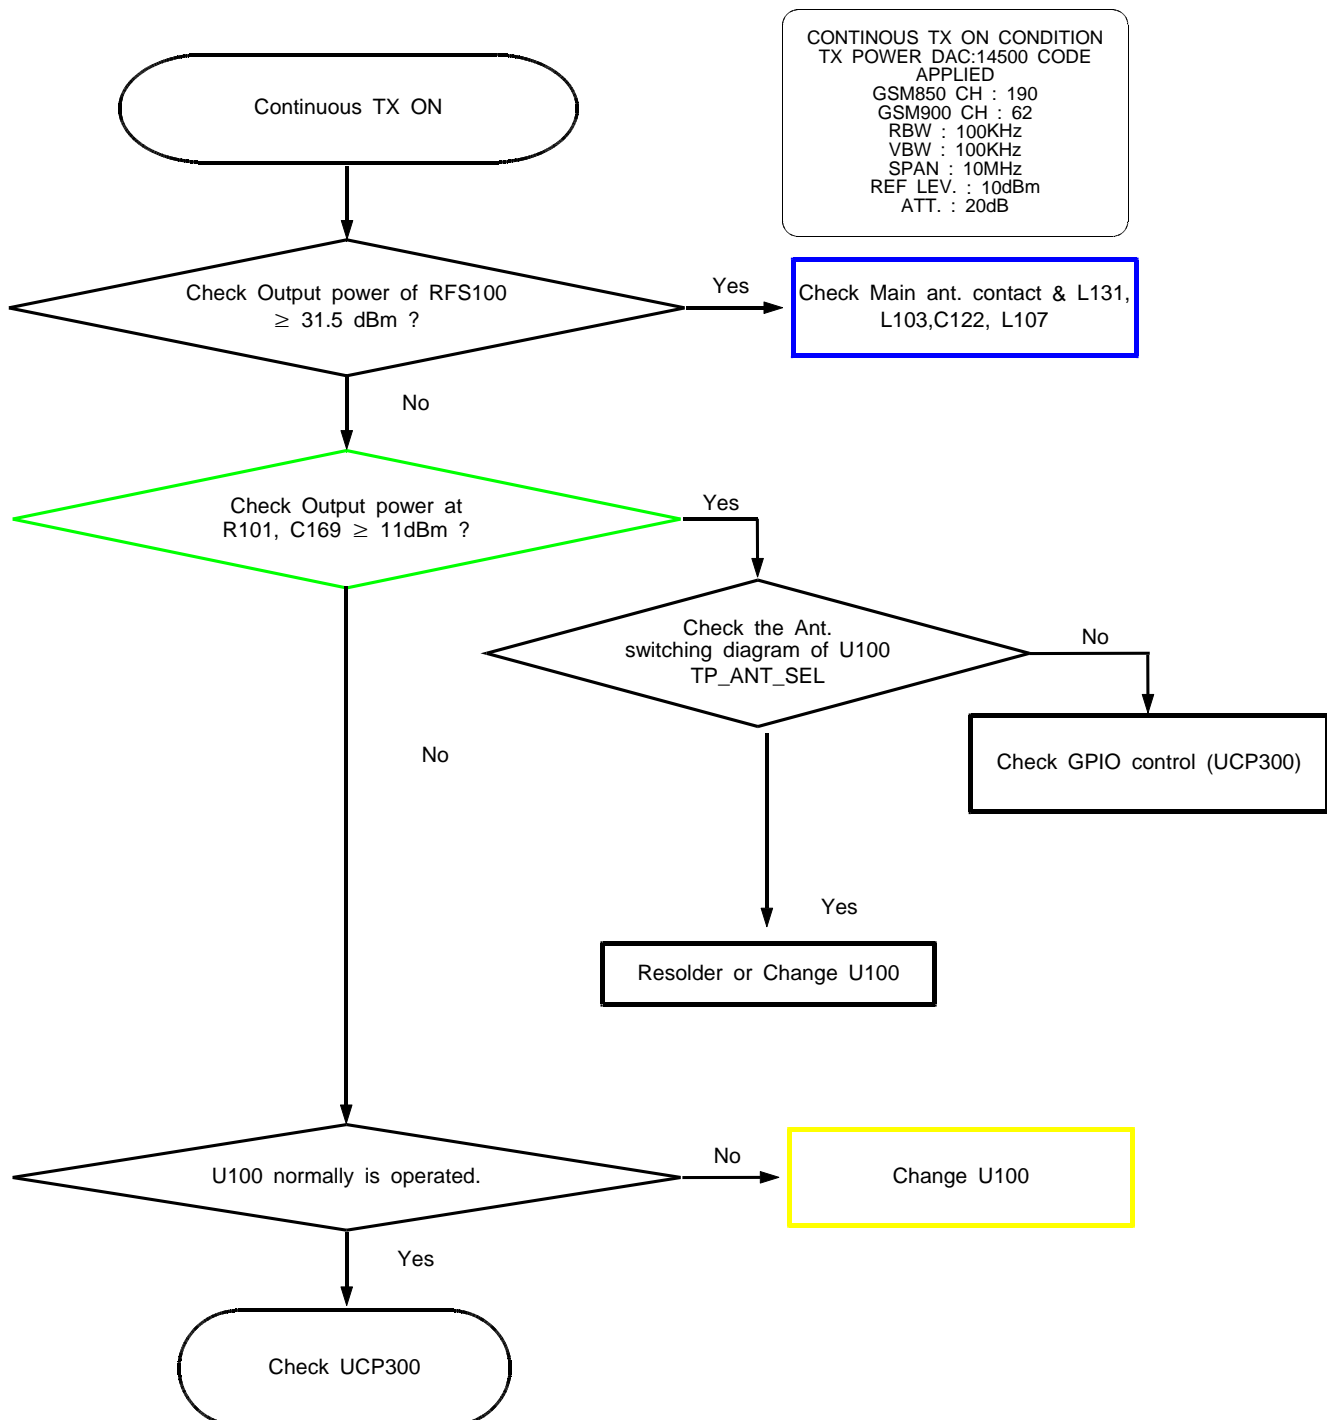 CONTINOUS TX ON CONDITION
TX POWER DAC:14500 CODE
APPLIED
GSM850 CH : 190
GSM900 CH : 62
RBW : 100KHz
VBW : 100KHz
SPAN : 10MHz
REF LEV. : 10dBm
ATT. : 20dB
Continuous TX ON
Check Output power of RFS100
≥ 31.5 dBm ?
Yes
Check Main ant. contact & L131,
L103,C122, L107
No
Check Output power at
R101, C169 ≥ 11dBm ?
Yes
Check the Ant.
switching diagram of U100
TP_ANT_SEL
No
Check GPIO control (UCP300)
No
Yes
Resolder or Change U100
U100 normally is operated.
No
Change U100
Yes
Check UCP300